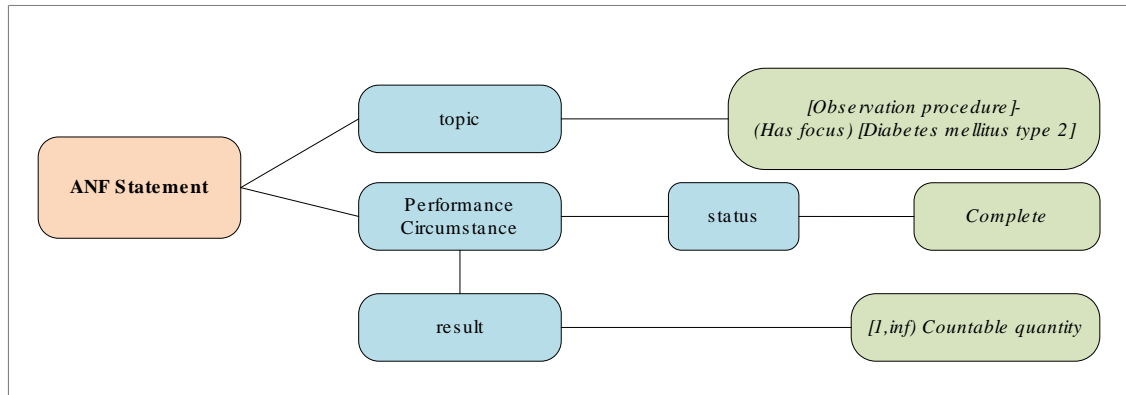 topic
[Observation procedure]-
(Has focus) [Diabetes mellitus type 2]
ANF Statement
Performance
Circumstance
status
Complete
result
[1,inf) Countable quantity